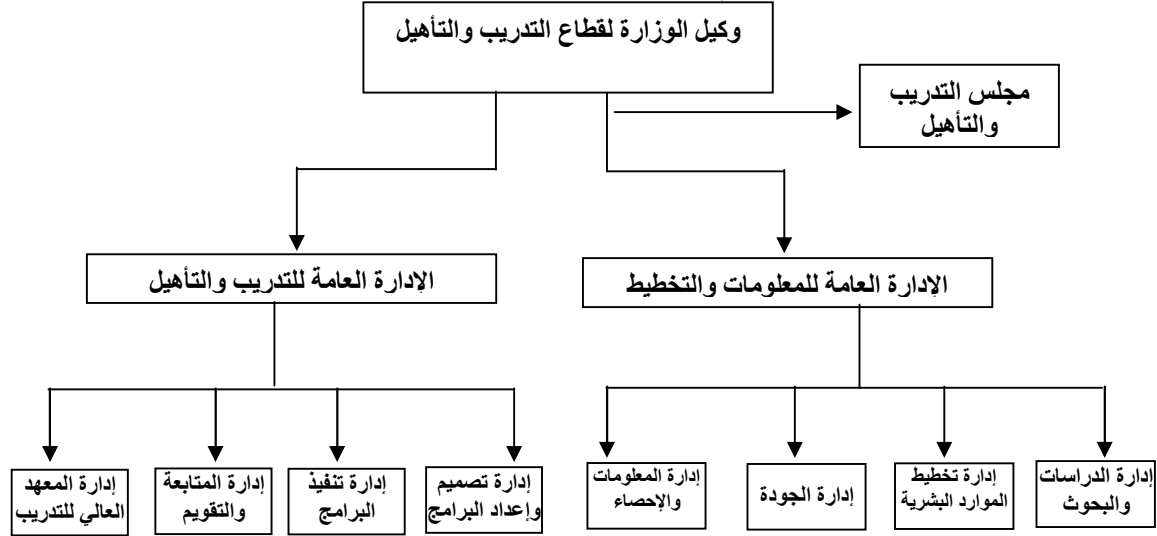 وكيل الوزارة لقطاع التدريب والتأهيل
مجلس التدريب
والتأهيل
الإدارة العامة للمعلومات والتخطيط
الإدارة العامة للتدريب والتأهيل
إدارة الدراسات
والبحوث
إدارة تخطيط
الموارد البشرية
إدارة الجودة
إدارة المعلومات
والإحصاء
إدارة تصميم
وإعداد البرامج
إدارة تنفيذ
البرامج
إدارة المتابعة
والتقويم
إدارة المعهد
العالي للتدريب